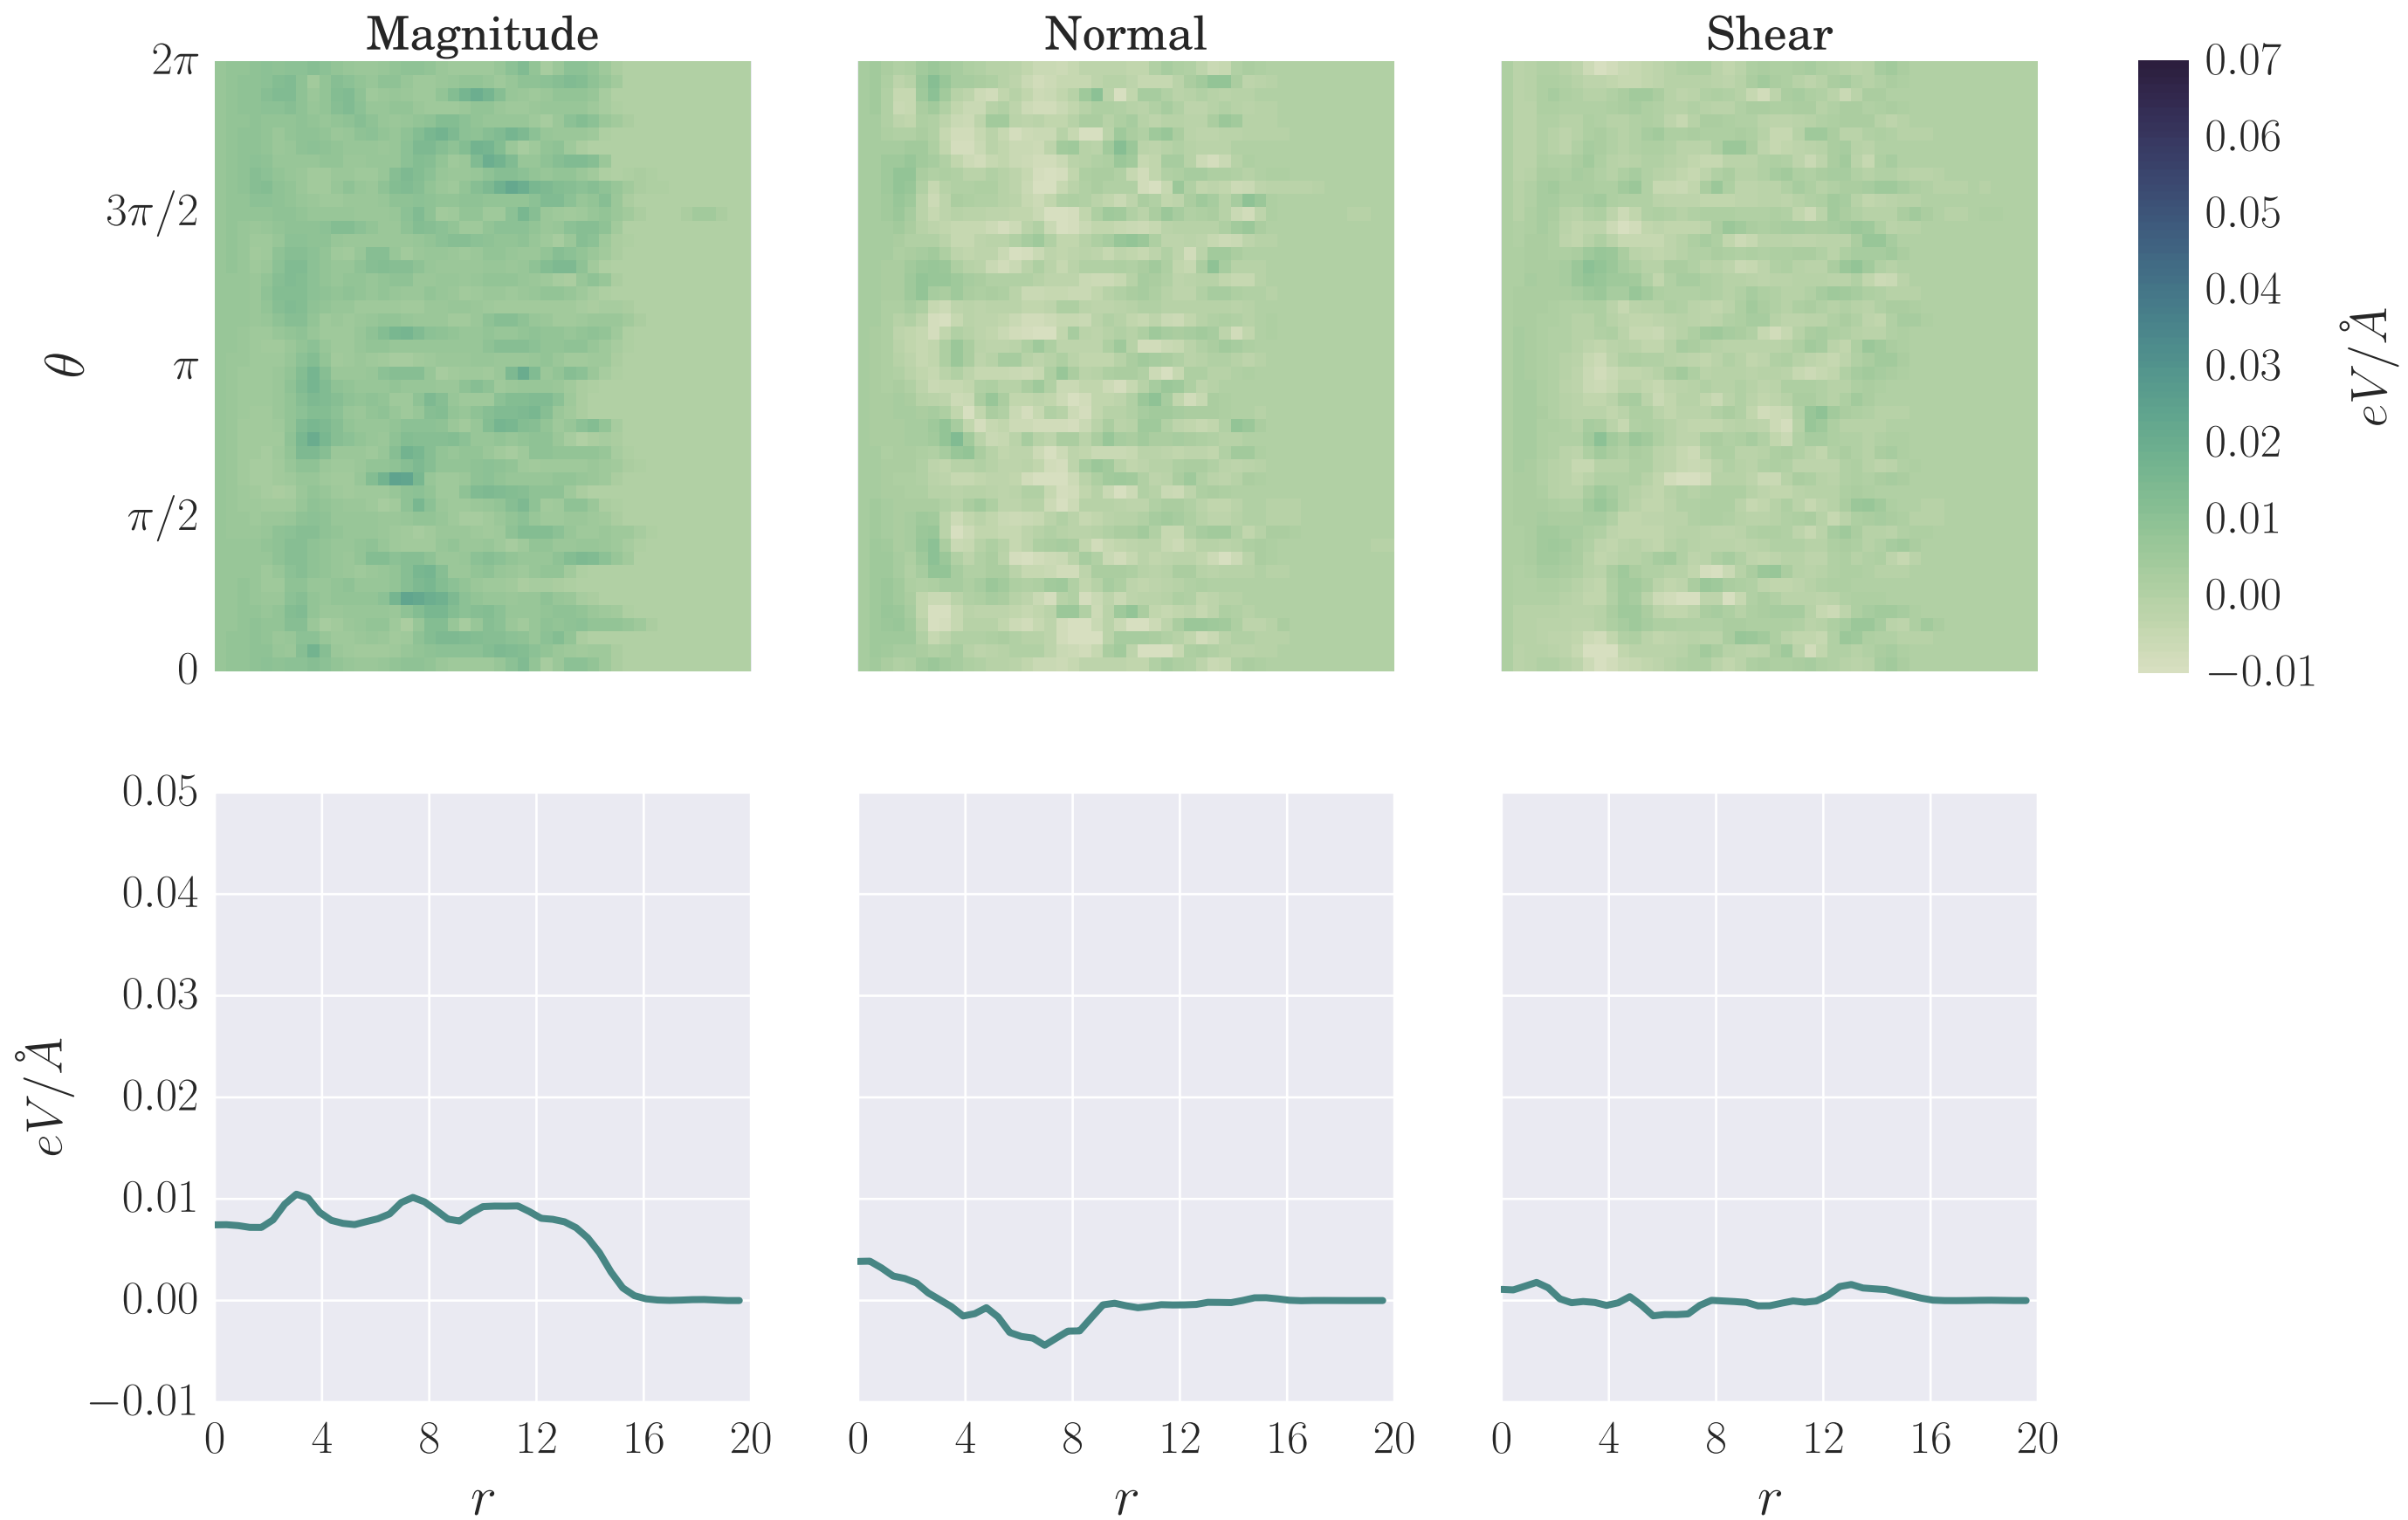 Magnitude Normal Shear
2π
3π/2
π
π/2
0
θ
0.07
0.06
0.05
0.04
0.03
0.02
0.01
0.00
−0.01
eV/Å
0.05
0.04
0.03
0.02
0.01
0.00
−0.01
eV/Å
0 4 8 12 16 20 0 4 8 12 16 20 0 4 8 12 16 20
r r r